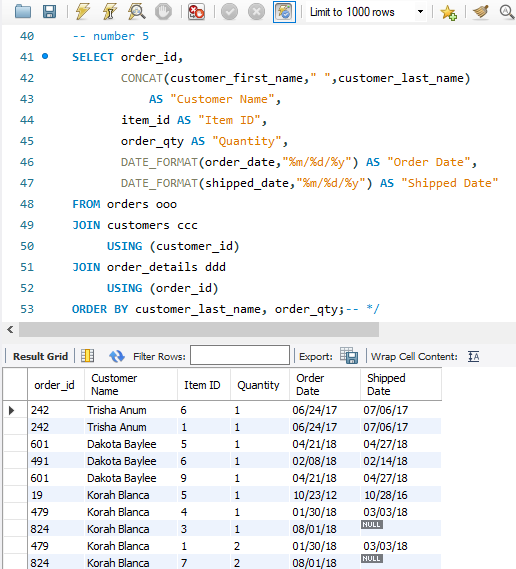 Limit to 1000 rows
40 -- number 5
41 SELECT order_id,
42 CONCAT(customer_first_name," ",customer_last_name)
43 AS "Customer Name",
44 item_id AS "Item ID",
45 order_qty AS "Quantity",
46 DATE_FORMAT(order_date,"%m/%d/%y") AS "Order Date",
47 DATE_FORMAT(shipped_date,"%m/%d/%y") AS "Shipped Date"
48 FROM orders ooo
49 JOIN customers ccc
50 USING (customer_id)
51 JOIN order_details ddd
52 USING (order_id)
53 ORDER BY customer_last_name, order_qty;-- */
Result Grid Filter Rows: Export: Wrap Cell Content: IA
order_id Customer Name Item ID Quantity Order Date Shipped Date
242 Trisha Anum 6 1 06/24/17 07/06/17
242 Trisha Anum 1 1 06/24/17 07/06/17
601 Dakota Baylee 5 1 04/21/18 04/27/18
491 Dakota Baylee 6 1 02/08/18 02/14/18
601 Dakota Baylee 9 1 04/21/18 04/27/18
19 Korah Blanca 5 1 10/23/12 10/28/16
479 Korah Blanca 4 1 01/30/18 03/03/18
824 Korah Blanca 3 1 08/01/18 NULL
479 Korah Blanca 1 2 01/30/18 03/03/18
824 Korah Blanca 7 2 08/01/18 NULL